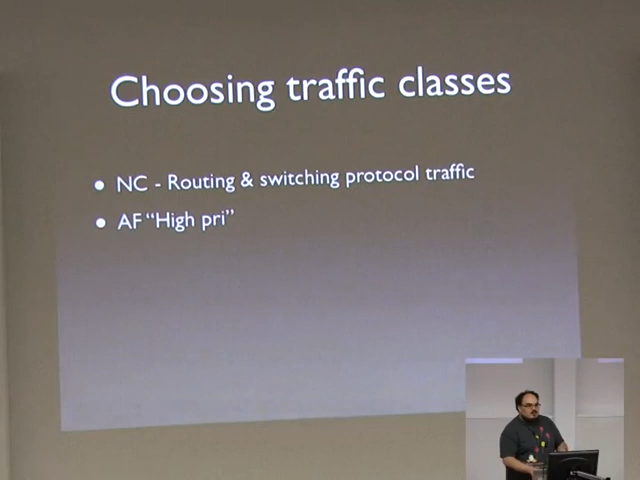 Choosing traffic classes
• NC - Routing & switching protocol traffic
• AF “High pri”